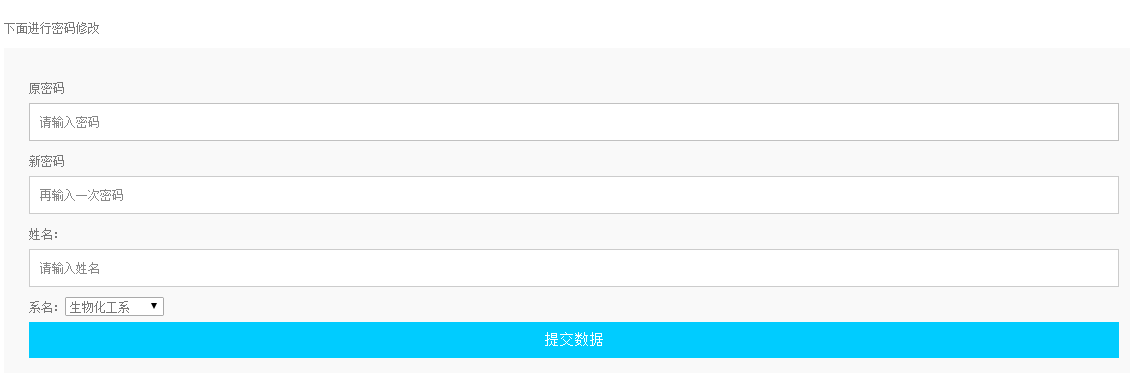 下面进行密码修改
原密码
请输入密码
新密码
再输入一次密码
姓名:
请输入姓名
系名: 生物化工系
提交数据